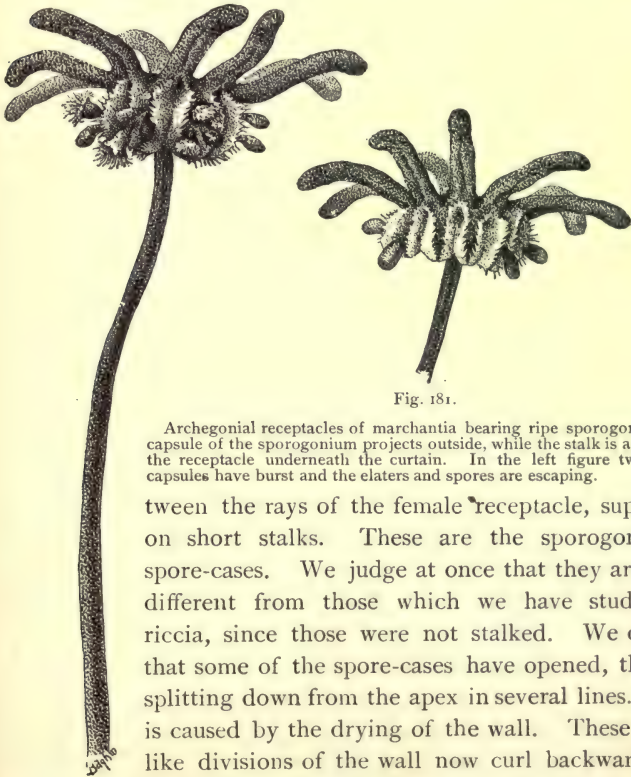 Fig. 181.
Archegonial receptacles of marchantia bearing ripe sporogon
capsule of the sporogonium projects outside, while the stalk is a
the receptacle underneath the curtain. In the left figure tw
capsules have burst and the elaters and spores are escaping.
tween the rays of the female receptacle, sup
on short stalks. These are the sporogon
spore-cases. We judge at once that they ar
different from those which we have stud
riccia, since those were not stalked. We
that some of the spore-cases have opened, t
splitting down from the apex in several lines.
is caused by the drying of the wall. These
like divisions of the wall now curl backwar